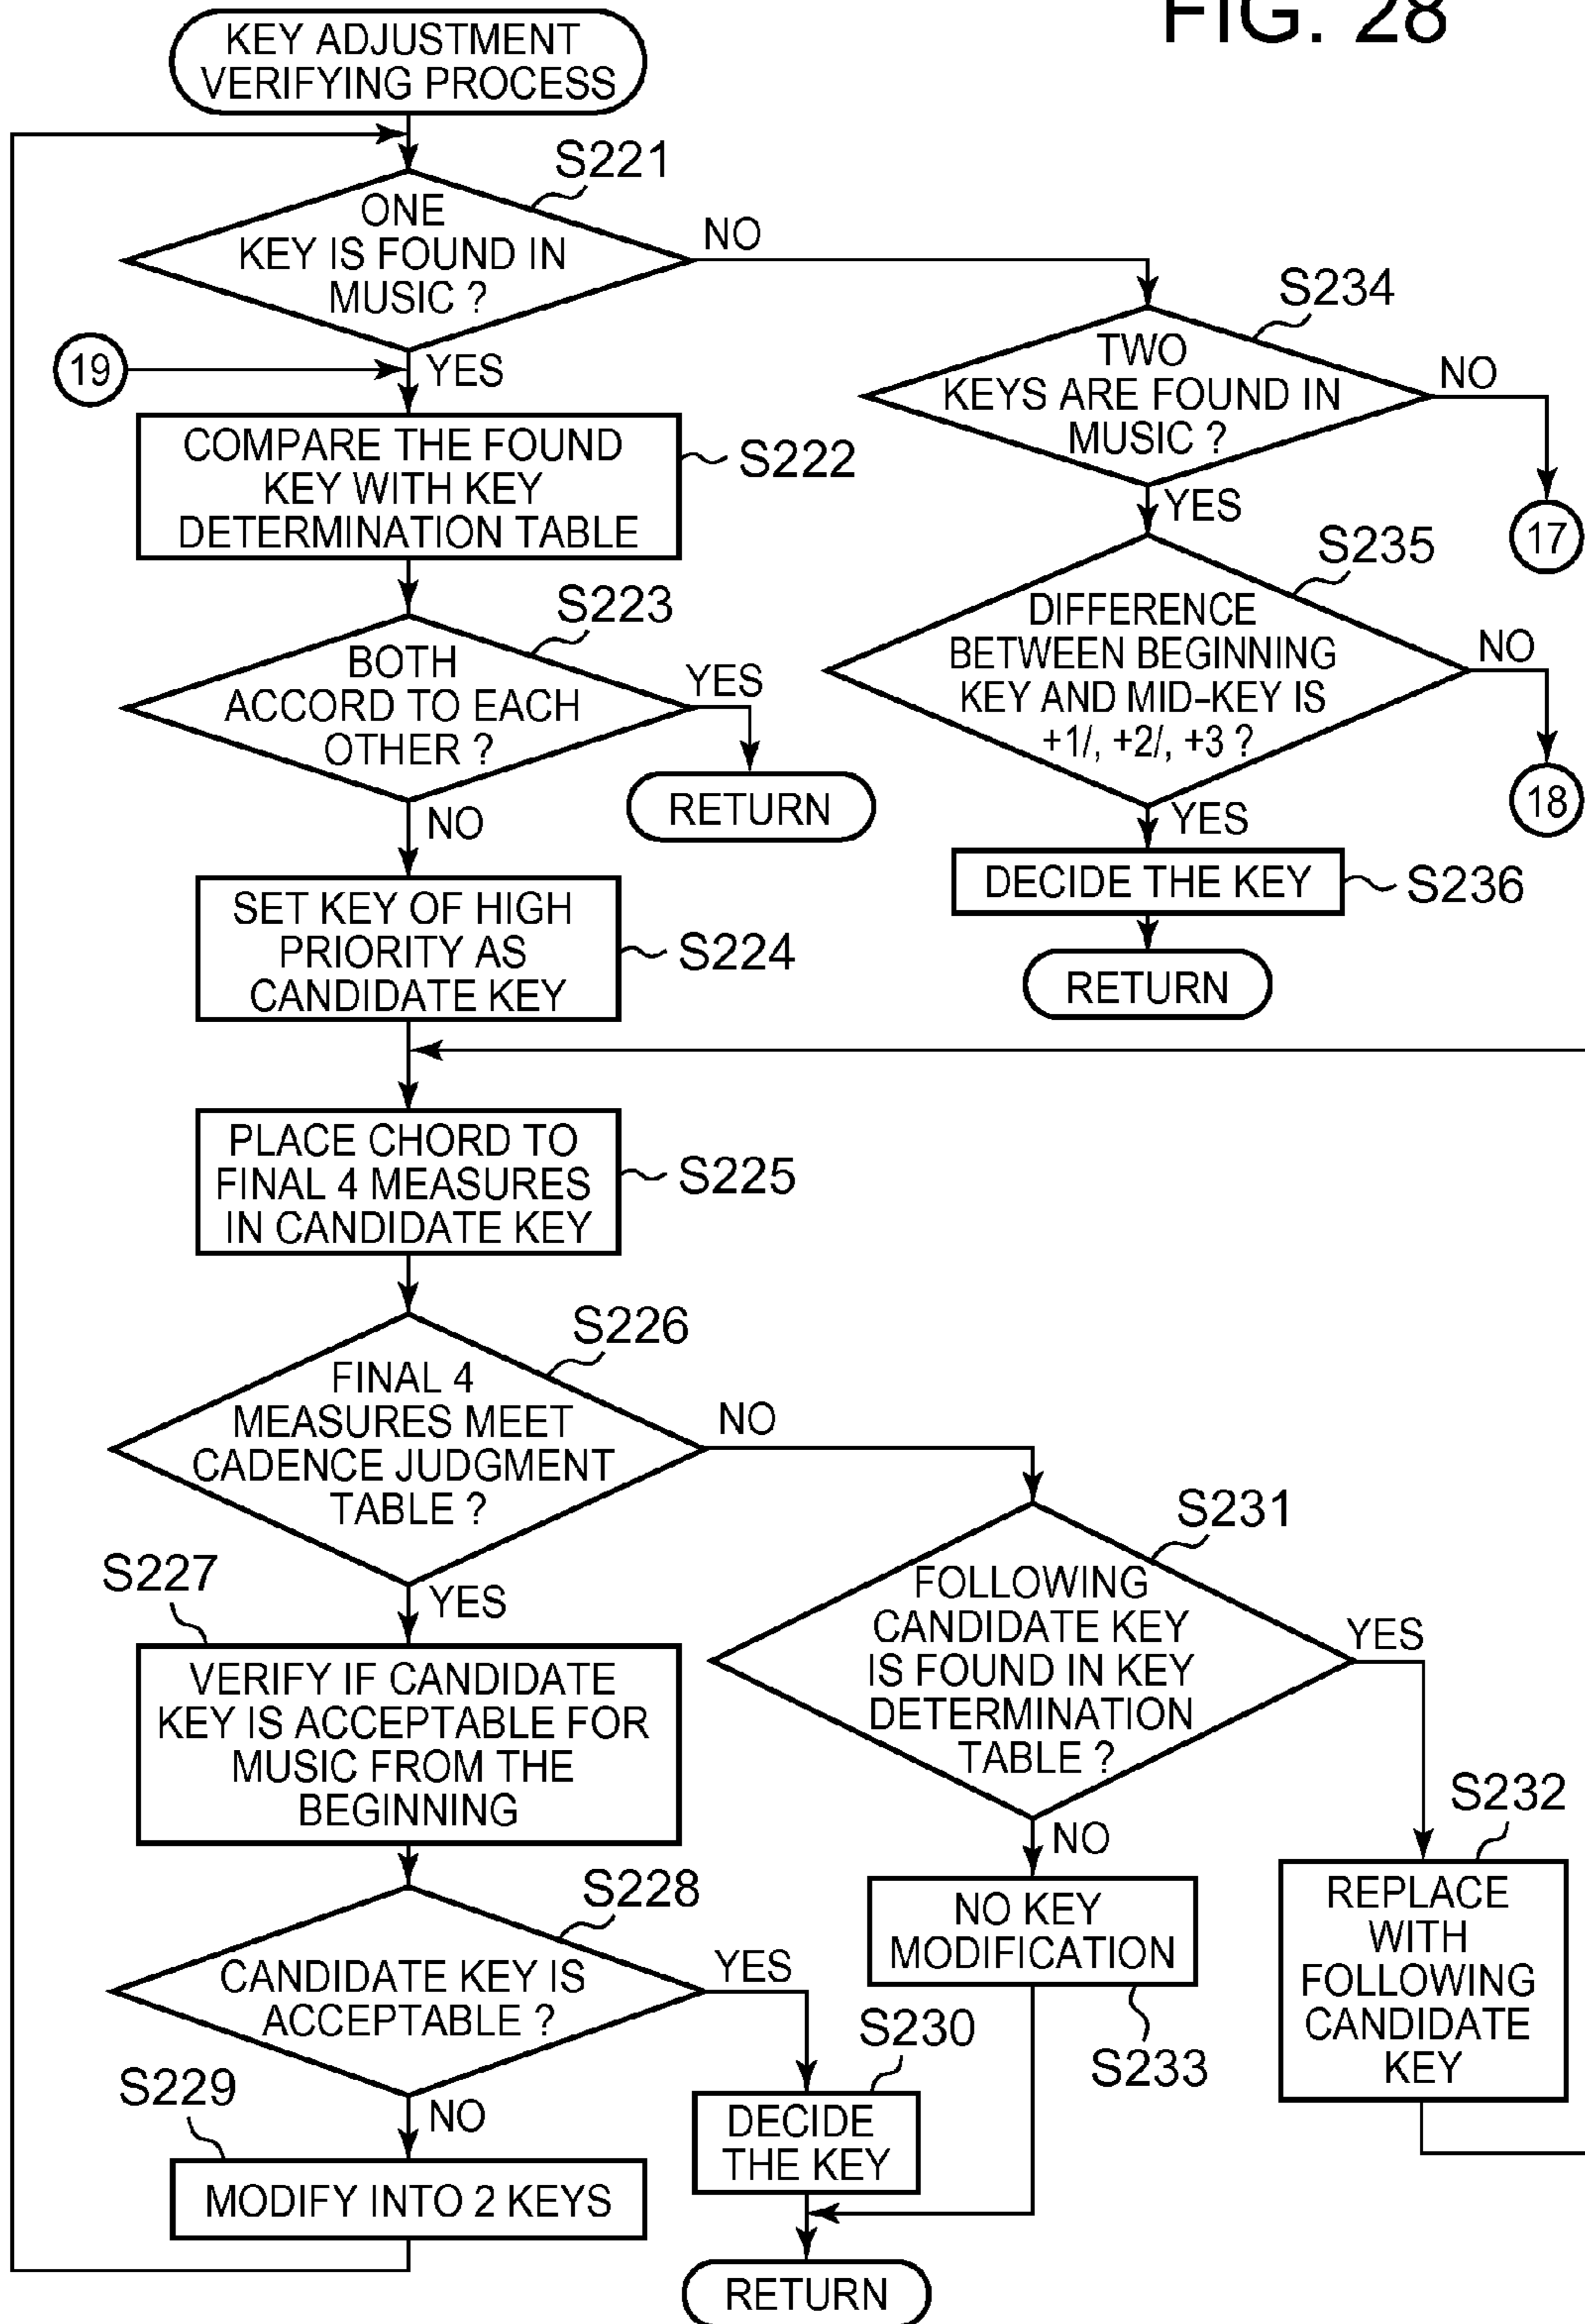 FIG. 28
KEY ADJUSTMENT
VERIFYING PROCESS
S221
ONE
KEY IS FOUND IN
MUSIC ?
NO
19
YES
S222
COMPARE THE FOUND
KEY WITH KEY
DETERMINATION TABLE
S223
BOTH
ACCORD TO EACH
OTHER ?
YES
RETURN
NO
S224
SET KEY OF HIGH
PRIORITY AS
CANDIDATE KEY
S225
PLACE CHORD TO
FINAL 4 MEASURES
IN CANDIDATE KEY
S226
FINAL 4
MEASURES MEET
CADENCE JUDGMENT
TABLE ?
NO
YES
S227
VERIFY IF CANDIDATE
KEY IS ACCEPTABLE FOR
MUSIC FROM THE
BEGINNING
S228
CANDIDATE KEY IS
ACCEPTABLE ?
YES
NO
S229
MODIFY INTO 2 KEYS
S230
DECIDE
THE KEY
RETURN
S231
FOLLOWING
CANDIDATE KEY
IS FOUND IN KEY
DETERMINATION
TABLE ?
YES
NO
S232
REPLACE
WITH
FOLLOWING
CANDIDATE
KEY
NO KEY
MODIFICATION
S233
S234
TWO
KEYS ARE FOUND IN
MUSIC ?
NO
17
YES
S235
DIFFERENCE
BETWEEN BEGINNING
KEY AND MID-KEY IS
+1/, +2/, +3 ?
NO
18
YES
DECIDE THE KEY
S236
RETURN